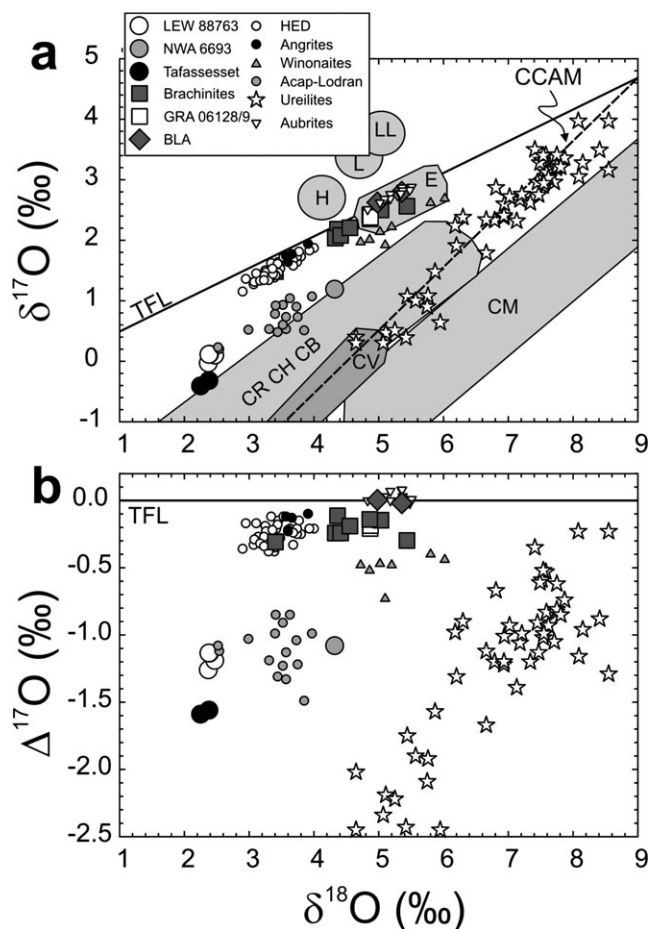 a
LEW 88763
NWA 6693
Tafassesset
Brachinites
GRA 06128/9
BLA
HED
Angrites
Winonaites
Acap-Lodran
Ureilites
Aubrites
CCAM
LL
L
H
E
TFL
CR CH CB
CV
CM
δ17O (‰)
5
4
3
2
1
0
-1
1 2 3 4 5 6 7 8 9
b
TFL
Δ17O (‰)
0.0
-0.5
-1.0
-1.5
-2.0
-2.5
1 2 3 4 5 6 7 8 9
δ18O (‰)